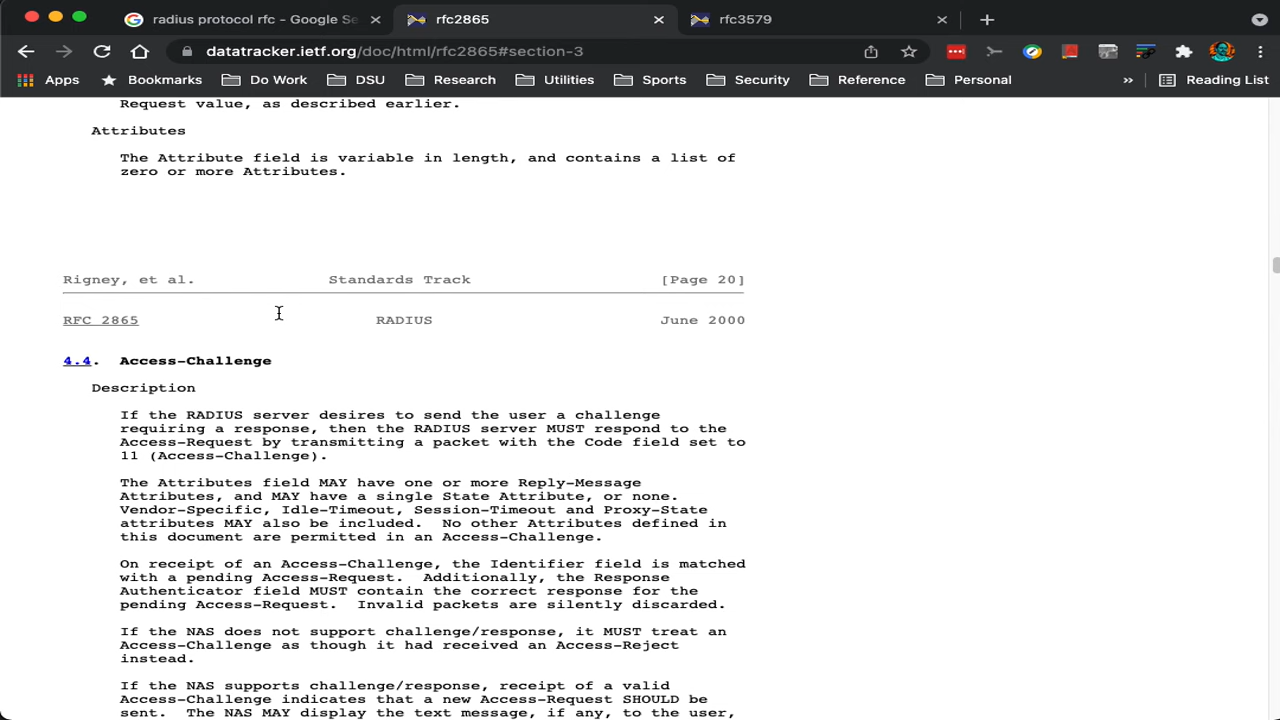 radius protocol rfc - Google Se
rfc2865
rfc3579
datatracker.ietf.org/doc/html/rfc2865#section-3
Apps
Bookmarks
Do Work
DSU
Research
Utilities
Sports
Security
Reference
Personal
»
Reading List
Request value, as described earlier.
Attributes
The Attribute field is variable in length, and contains a list of
zero or more Attributes.
Rigney, et al. Standards Track [Page 20]
RFC 2865 RADIUS June 2000
4.4. Access-Challenge
Description
If the RADIUS server desires to send the user a challenge
requiring a response, then the RADIUS server MUST respond to the
Access-Request by transmitting a packet with the Code field set to
11 (Access-Challenge).
The Attributes field MAY have one or more Reply-Message
Attributes, and MAY have a single State Attribute, or none.
Vendor-Specific, Idle-Timeout, Session-Timeout and Proxy-State
attributes MAY also be included. No other Attributes defined in
this document are permitted in an Access-Challenge.
On receipt of an Access-Challenge, the Identifier field is matched
with a pending Access-Request. Additionally, the Response
Authenticator field MUST contain the correct response for the
pending Access-Request. Invalid packets are silently discarded.
If the NAS does not support challenge/response, it MUST treat an
Access-Challenge as though it had received an Access-Reject
instead.
If the NAS supports challenge/response, receipt of a valid
Access-Challenge indicates that a new Access-Request SHOULD be
sent. The NAS MAY display the text message, if any, to the user,